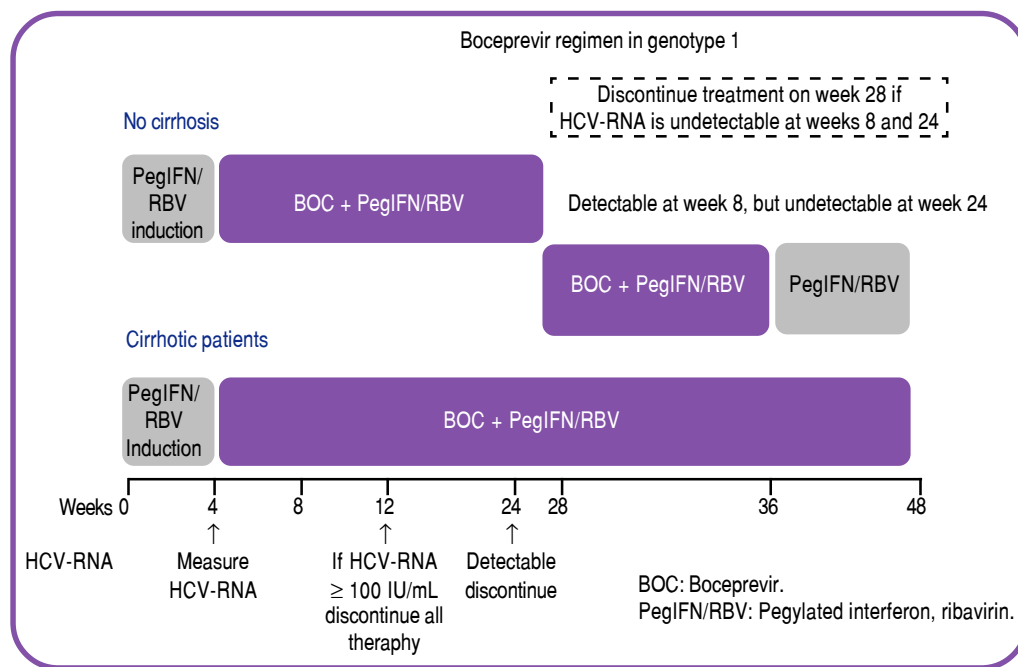 Boceprevir regimen in genotype 1
Discontinue treatment on week 28 if
HCV-RNA is undetectable at weeks 8 and 24
No cirrhosis
PegIFN/
RBV
induction
BOC + PegIFN/RBV
Detectable at week 8, but undetectable at week 24
BOC + PegIFN/RBV
PegIFN/RBV
Cirrhotic patients
PegIFN/
RBV
Induction
BOC + PegIFN/RBV
Weeks 0 4 8 12 24 28 36 48
HCV-RNA
Measure
HCV-RNA
If HCV-RNA
≥ 100 IU/mL
discontinue all
theraphy
Detectable
discontinue
BOC: Boceprevir.
PegIFN/RBV: Pegylated interferon, ribavirin.